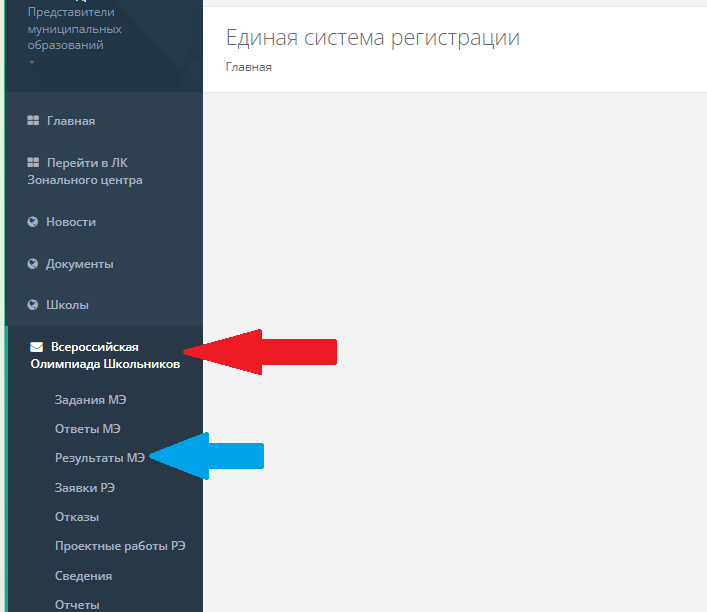 Представители
муниципальных
образований
Единая система регистрации
Главная
Главная
Перейти в ЛК
Зонального центра
Новости
Документы
Школы
Всероссийская
Олимпиада Школьников
Задания МЭ
Ответы МЭ
Результаты МЭ
Заявки РЭ
Отказы
Проектные работы РЭ
Сведения
Отчеты